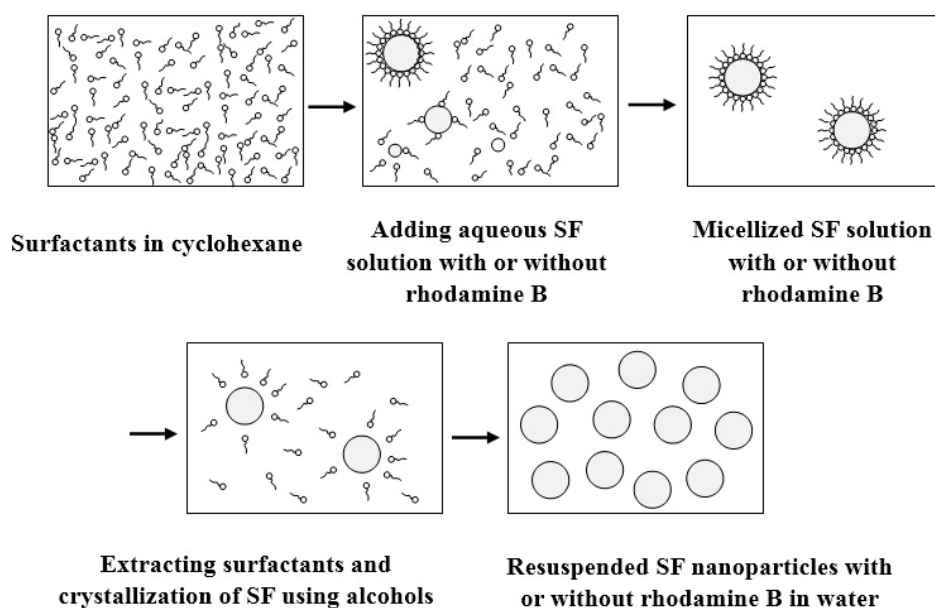 Surfactants in cyclohexane
Adding aqueous SF
solution with or without
rhodamine B
Micellized SF solution
with or without
rhodamine B
Extracting surfactants and
crystallization of SF using alcohols
Resuspended SF nanoparticles with
or without rhodamine B in water